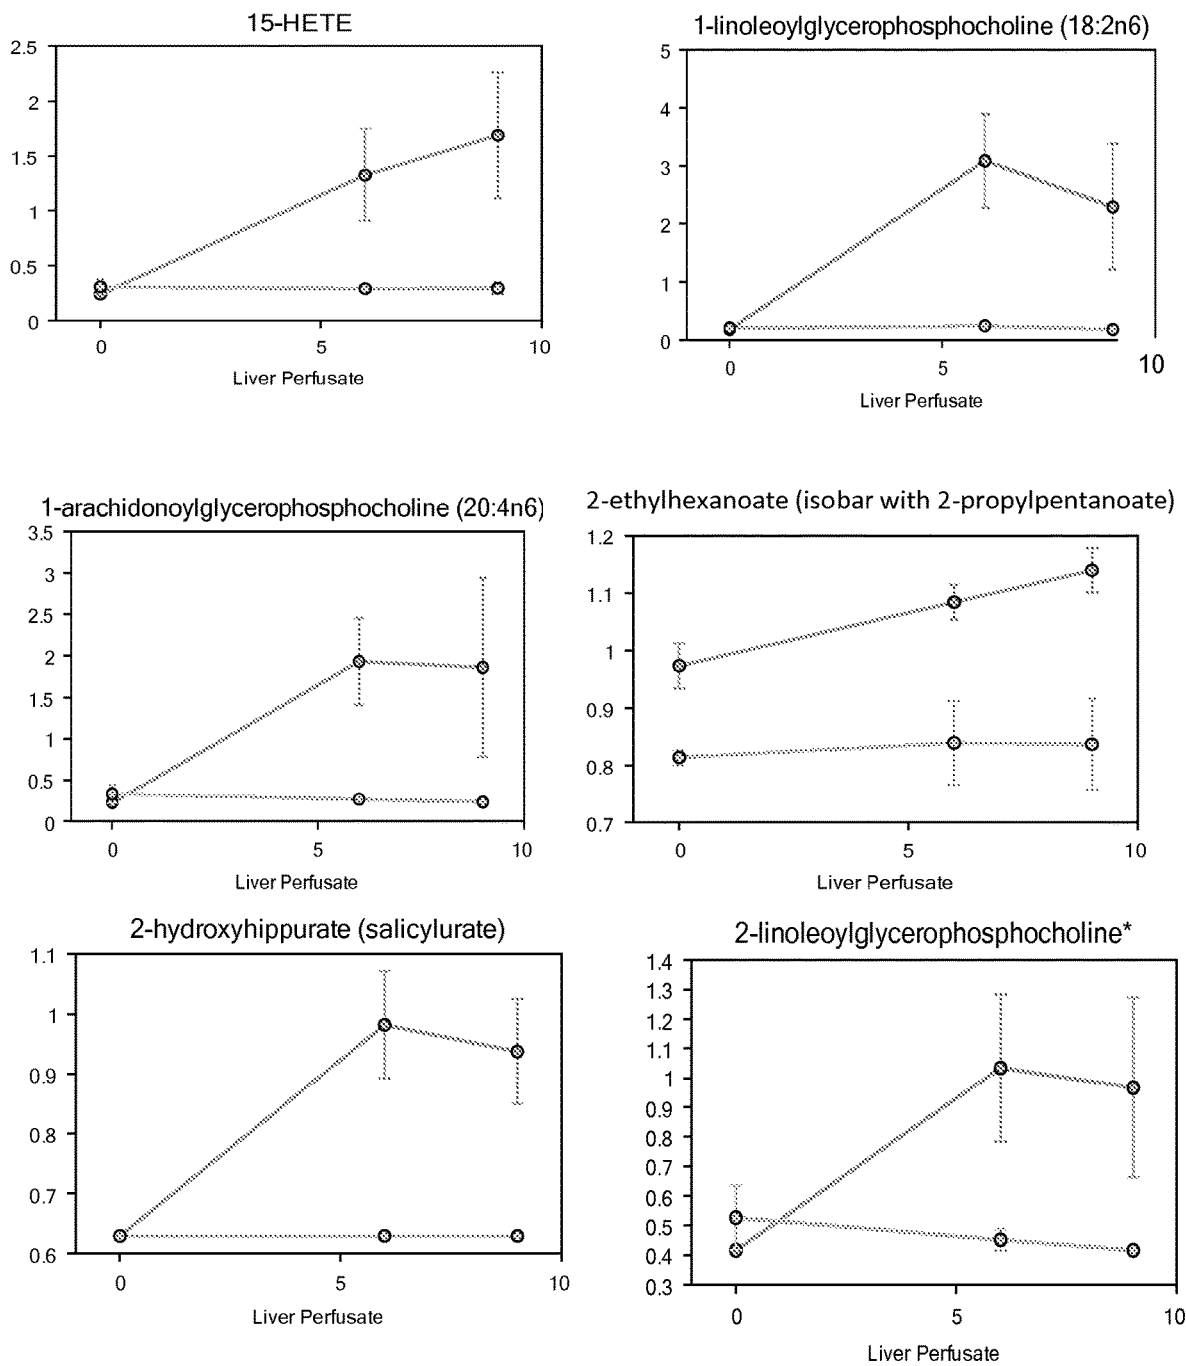 15-HETE
2.5
2
1.5
1
0.5
0
0 5 10
Liver Perfusate
1-linoleoylglycerophosphocholine (18:2n6)
5
4
3
2
1
0
0 5 10
Liver Perfusate
1-arachidonoylglycerophosphocholine (20:4n6)
3.5
3
2.5
2
1.5
1
0.5
0
0 5 10
Liver Perfusate
2-ethylhexanoate (isobar with 2-propylpentanoate)
1.2
1.1
1
0.9
0.8
0.7
0 5 10
Liver Perfusate
2-hydroxyhippurate (salicylurate)
1.1
1
0.9
0.8
0.7
0.6
0 5 10
Liver Perfusate
2-linoleoylglycerophosphocholine*
1.4
1.3
1.2
1.1
1
0.9
0.8
0.7
0.6
0.5
0.4
0.3
0 5 10
Liver Perfusate